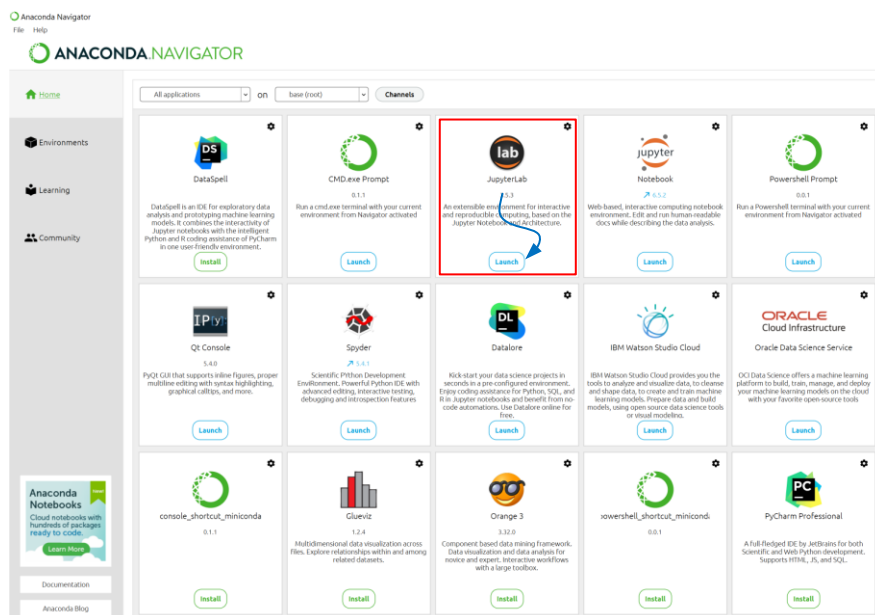 Anaconda Navigator
File Help
ANACONDA.NAVIGATOR
Home
Environments
Learning
Community
All applications on base (root) Channels
DS
DataSpell
DataSpell is an IDE for exploratory data
analysis and prototyping machine learning
models. It combines the interactivity of
Jupyter notebooks with the intelligent
Python and R coding assistance of PyCharm
in one user-friendly environment.
Install
CMD.exe Prompt
0.1.1
Run a cmd.exe terminal with your current
environment from Navigator activated
Launch
lab
JupyterLab
3.5.3
An extensible environment for interactive
and reproducible computing, based on the
Jupyter Notebook and Architecture.
Launch
jupyter
Notebook
6.5.2
Web-based, interactive computing notebook
environment. Edit and run human-readable
docs while describing the data analysis.
Launch
Powershell Prompt
0.0.1
Run a Powershell terminal with your current
environment from Navigator activated
Launch
IP[y]:
Qt Console
5.4.0
PyQt GUI that supports inline figures, proper
multiline editing with syntax highlighting,
graphical calltips, and more.
Launch
Spyder
5.4.1
Scientific PYthon Development
EnviRonment. Powerful Python IDE with
advanced editing, interactive testing,
debugging and introspection features
Launch
DL
Datalore
Kick-start your data science projects in
seconds in a pre-configured environment.
Enjoy coding assistance for Python, SQL, and
R in Jupyter notebooks and benefit from no-
code automations. Use Datalore online for
free.
Launch
IBM Watson Studio Cloud
IBM Watson Studio Cloud provides you the
tools to analyze and visualize data, to cleanse
and shape data, to create and train machine
learning models. Prepare data and build
models, using open source data science tools
or visual modeling.
Launch
ORACLE
Cloud Infrastructure
Oracle Data Science Service
OCI Data Science offers a machine learning
platform to build, train, manage, and deploy
your machine learning models on the cloud
with your favorite open source tools
Launch
console_shortcut_miniconda
0.1.1
Install
Glueviz
1.2.4
Multidimensional data visualization across
files. Explore relationships within and among
related datasets.
Install
Orange 3
3.32.0
Component based data mining framework.
Data visualization and data analysis for
novice and expert. Interactive workflows
with a large toolbox.
Install
powershell_shortcut_miniconda
0.0.1
Install
PC
PyCharm Professional
A full-fledged IDE by JetBrains for both
Scientific and Web Python development.
Supports HTML, JS, and SQL.
Install
Anaconda
Notebooks
Cloud notebooks with
hundreds of packages
ready to code.
Learn More
Documentation
Anaconda Blog